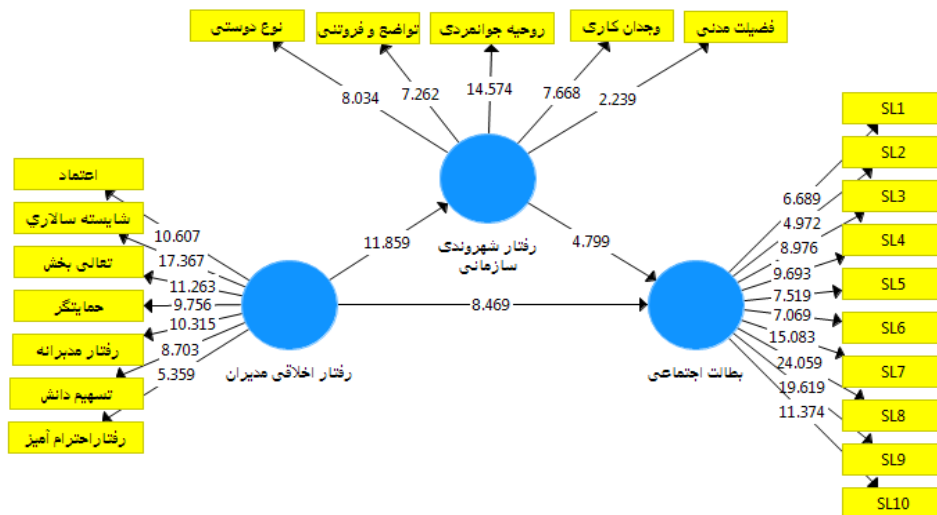 نوع دوستی
تواضع و فروتنی
روحیه جوانمردی
وجدان کاری
فضیلت مدنی
8.034
7.262
14.574
7.668
2.239
اعتماد
شایسته سالاري
تعالی بخش
حمایتگر
رفتار مدبرانه
تسهیم دانش
رفتاراحترام آمیز
10.607
17.367
11.263
9.756
10.315
8.703
5.359
رفتار اخلاقی مدیران
11.859
رفتار شهروندی
سازمانی
4.799
8.469
بطالت اجتماعی
6.689
4.972
8.976
9.693
7.519
7.069
15.083
24.059
19.619
11.374
SL1
SL2
SL3
SL4
SL5
SL6
SL7
SL8
SL9
SL10